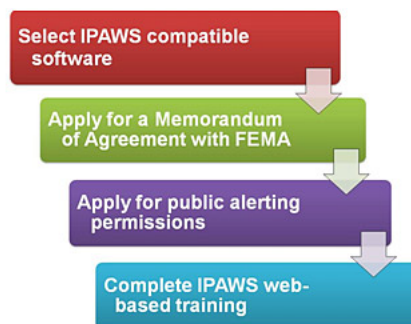 Select IPAWS compatible
software
Apply for a Memorandum
of Agreement with FEMA
Apply for public alerting
permissions
Complete IPAWS web-
based training